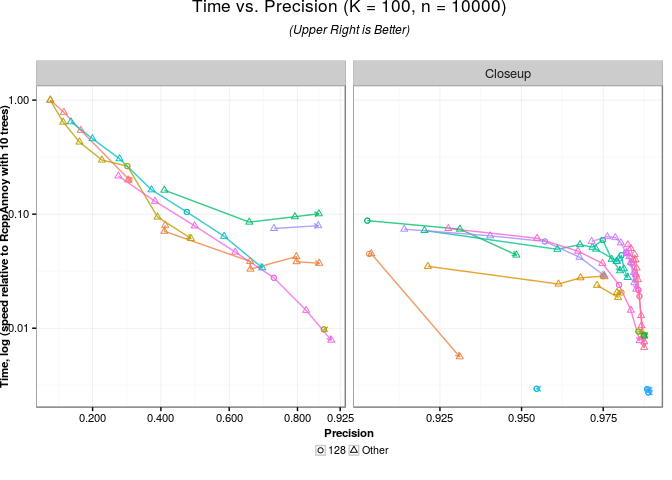 Time vs. Precision (K = 100, n = 10000)
(Upper Right is Better)
Closeup
Time, log (speed relative to RcppAnnoy with 10 trees)
1.00
0.10
0.01
0.200
0.400
0.600
0.800
0.925
0.925
0.950
0.975
Precision
128 Other